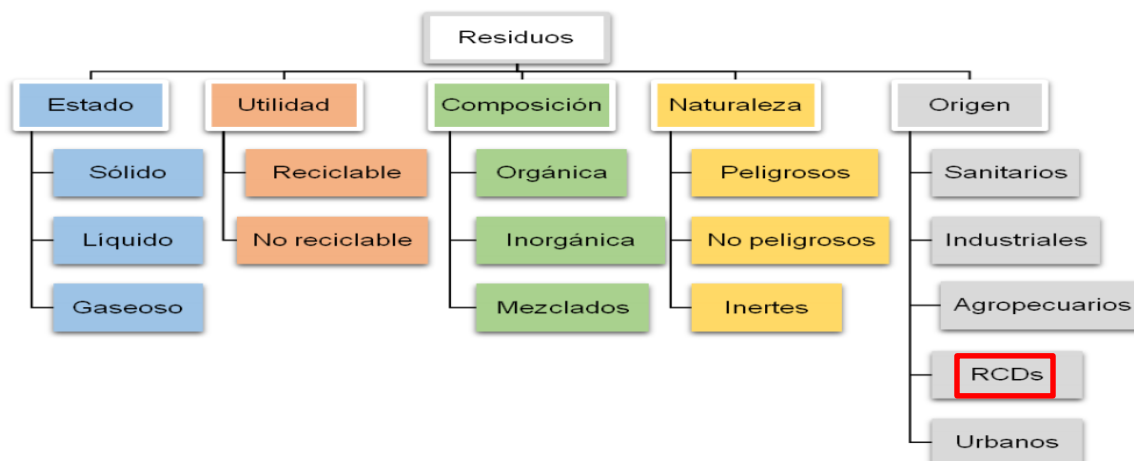 Residuos
Estado
Utilidad
Composición
Naturaleza
Origen
Sólido
Reciclable
Orgánica
Peligrosos
Sanitarios
Líquido
No reciclable
Inorgánica
No peligrosos
Industriales
Gaseoso
Mezclados
Inertes
Agropecuarios
RCDs
Urbanos